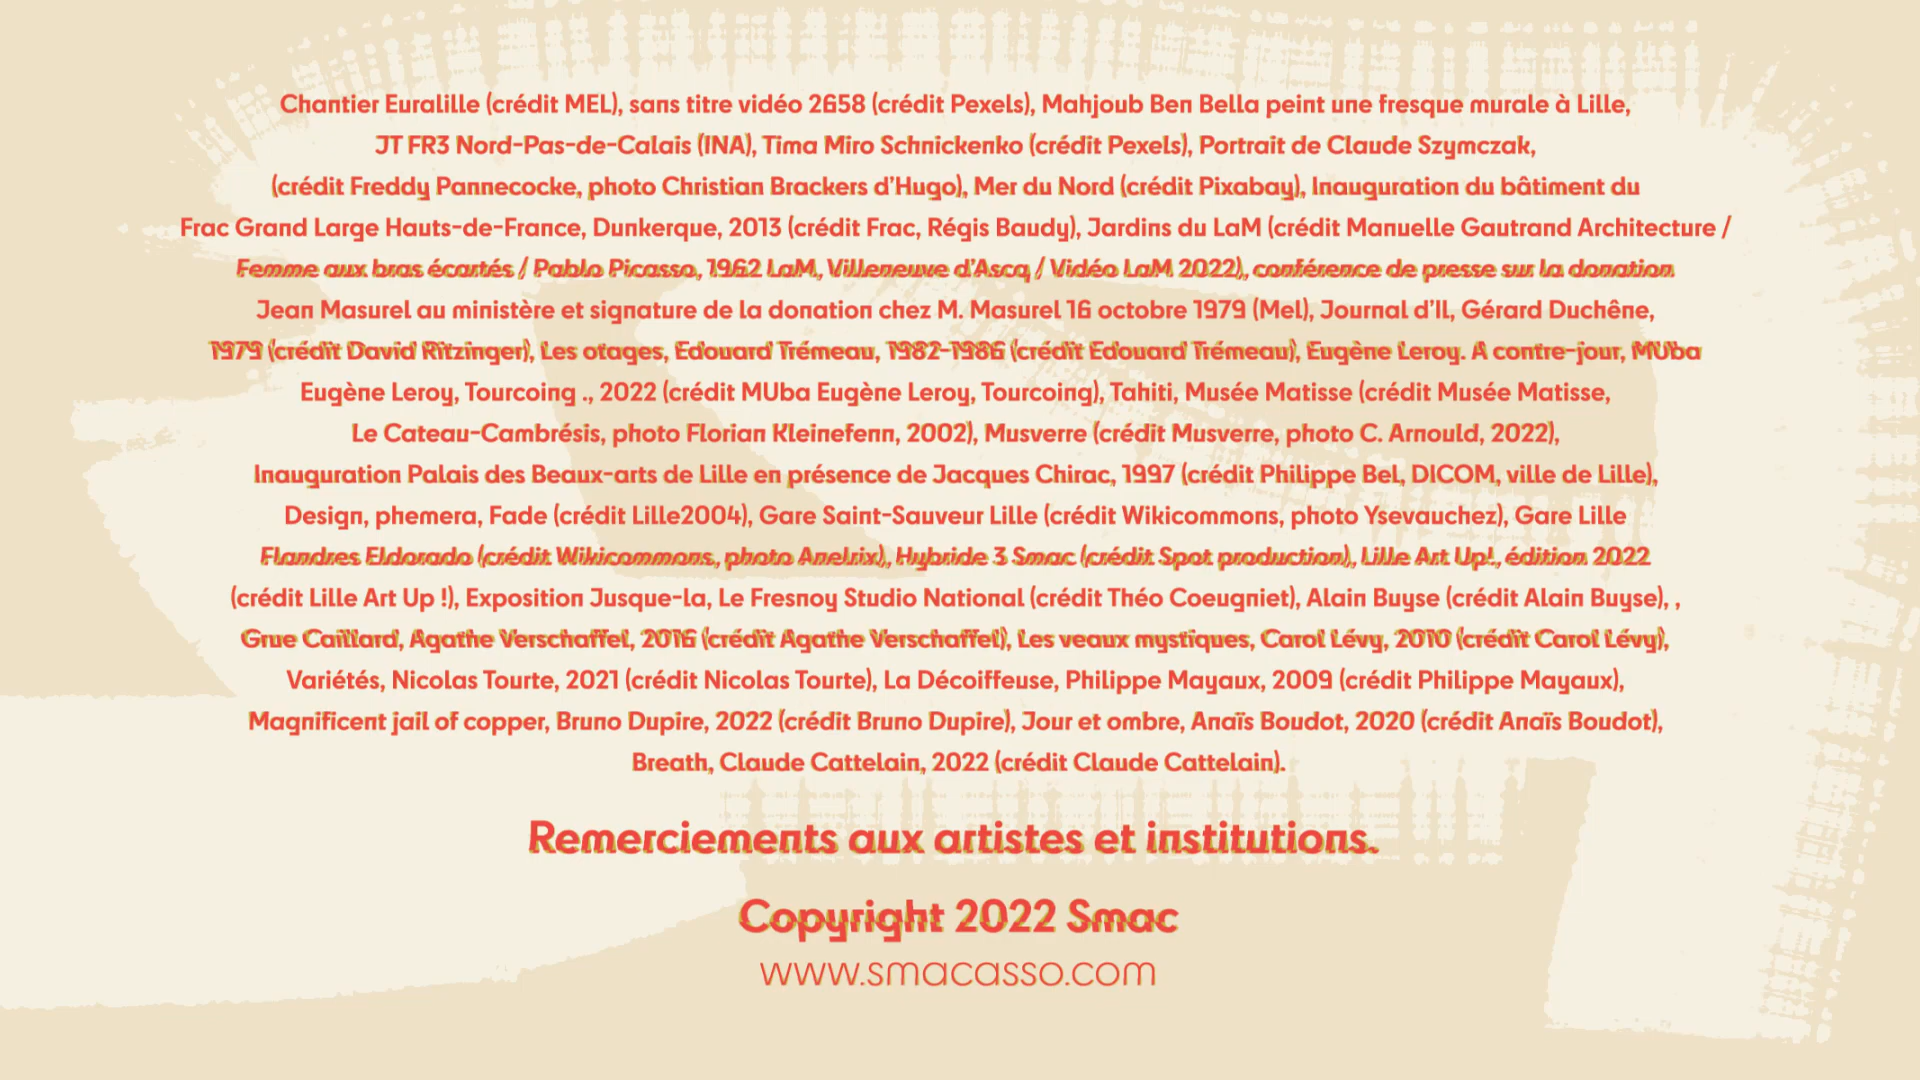 Chantier Euralille (crédit MEL), sans titre vidéo 2658 (crédit Pexels), Mahjoub Ben Bella peint une fresque murale à Lille,
JT FR3 Nord-Pas-de-Calais (INA), Tima Miro Schnickenko (crédit Pexels), Portrait de Claude Szymczak,
(crédit Freddy Pannecocke, photo Christian Brackers d'Hugo), Mer du Nord (crédit Pixabay), Inauguration du bâtiment du
Frac Grand Large Hauts-de-France, Dunkerque, 2013 (crédit Frac, Régis Baudy), Jardins du LaM (crédit Manuelle Gautrand Architecture /
Femme aux bras écartés / Pablo Picasso, 1962 LaM, Villeneuve d'Ascq / Vidéo LaM 2022), conférence de presse sur la donation
Jean Masurel au ministère et signature de la donation chez M. Masurel 16 octobre 1979 (Mel), Journal d'IL, Gérard Duchêne,
1979 (crédit David Ritzinger), Les otages, Edouard Trémeau, 1982-1986 (crédit Edouard Trémeau), Eugène Leroy. A contre-jour, MUba
Eugène Leroy, Tourcoing ., 2022 (crédit MUba Eugène Leroy, Tourcoing), Tahiti, Musée Matisse (crédit Musée Matisse,
Le Cateau-Cambrésis, photo Florian Kleinefenn, 2002), Musverre (crédit Musverre, photo C. Arnould, 2022),
Inauguration Palais des Beaux-arts de Lille en présence de Jacques Chirac, 1997 (crédit Philippe Bel, DICOM, ville de Lille),
Design, phemera, Fade (crédit Lille2004), Gare Saint-Sauveur Lille (crédit Wikicommons, photo Ysevauchez), Gare Lille
Flandres Eldorado (crédit Wikicommons, photo Anelrix), Hybride 3 Smac (crédit Spot production), Lille Art Up!, édition 2022
(crédit Lille Art Up !), Exposition Jusque-la, Le Fresnoy Studio National (crédit Théo Coeugniet), Alain Buyse (crédit Alain Buyse), ,
Grue Caillard, Agathe Verschaffel, 2016 (crédit Agathe Verschaffel), Les veaux mystiques, Carol Lévy, 2010 (crédit Carol Lévy),
Variétés, Nicolas Tourte, 2021 (crédit Nicolas Tourte), La Décoiffeuse, Philippe Mayaux, 2009 (crédit Philippe Mayaux),
Magnificent jail of copper, Bruno Dupire, 2022 (crédit Bruno Dupire), Jour et ombre, Anaïs Boudot, 2020 (crédit Anaïs Boudot),
Breath, Claude Cattelain, 2022 (crédit Claude Cattelain).
Remerciements aux artistes et institutions.
Copyright 2022 Smac
www.smacasso.com